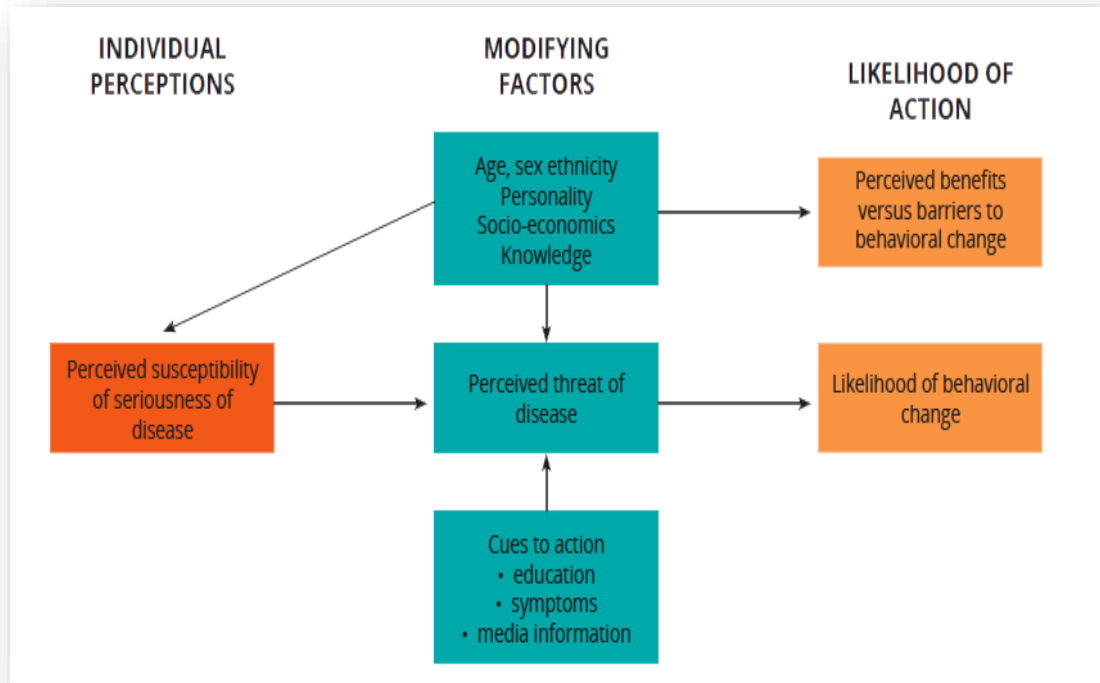 INDIVIDUAL
PERCEPTIONS
MODIFYING
FACTORS
LIKELIHOOD OF
ACTION
Age, sex ethnicity
Personality
Socio-economics
Knowledge
Perceived benefits
versus barriers to
behavioral change
Perceived susceptibility
of seriousness of
disease
Perceived threat of
disease
Likelihood of behavioral
change
Cues to action
• education
• symptoms
• media information